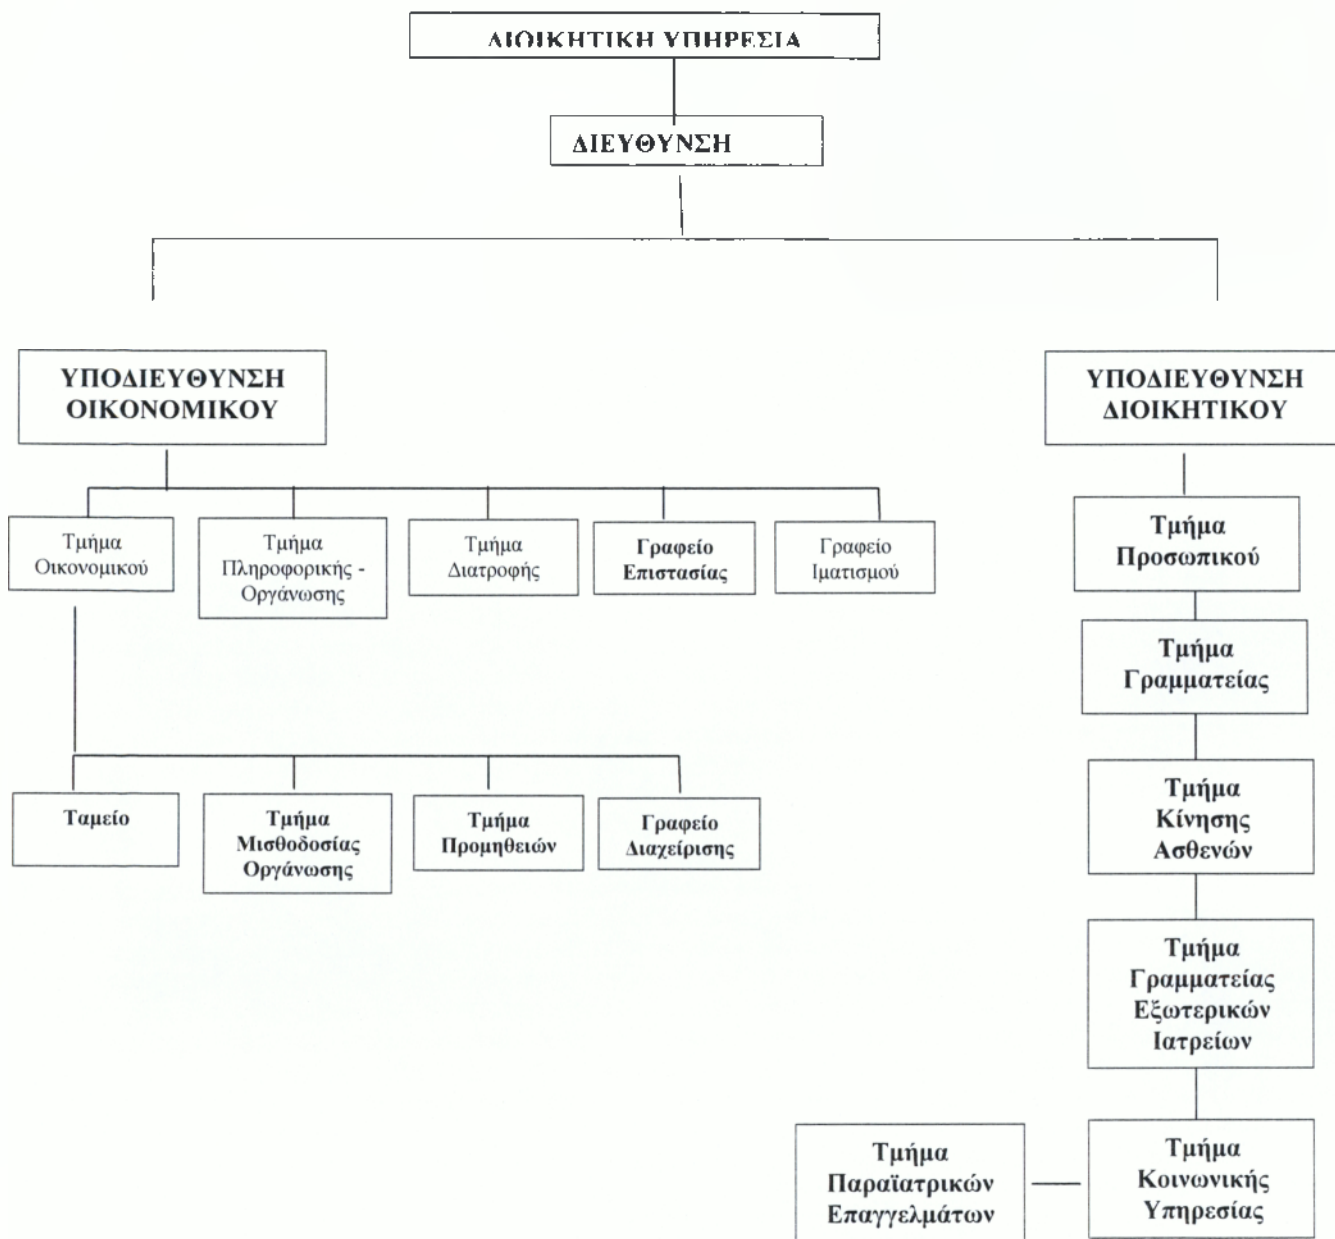 ΔΙΟΙΚΗΤΙΚΗ ΥΠΗΡΕΣΙΑ
ΔΙΕΥΘΥΝΣΗ
ΥΠΟΔΙΕΥΘΥΝΣΗ
ΟΙΚΟΝΟΜΙΚΟΥ
ΥΠΟΔΙΕΥΘΥΝΣΗ
ΔΙΟΙΚΗΤΙΚΟΥ
Τμήμα
Οικονομικού
Τμήμα
Πληροφορικής -
Οργάνωσης
Τμήμα
Διατροφής
Γραφείο
Επιστασίας
Γραφείο
Ιματισμού
Τμήμα
Προσωπικού
Τμήμα
Γραμματείας
Ταμείο
Τμήμα
Μισθοδοσίας
Οργάνωσης
Τμήμα
Προμηθειών
Γραφείο
Διαχείρισης
Τμήμα
Κίνησης
Ασθενών
Τμήμα
Γραμματείας
Εξωτερικών
Ιατρείων
Τμήμα
Παραϊατρικών
Επαγγελμάτων
Τμήμα
Κοινωνικής
Υπηρεσίας